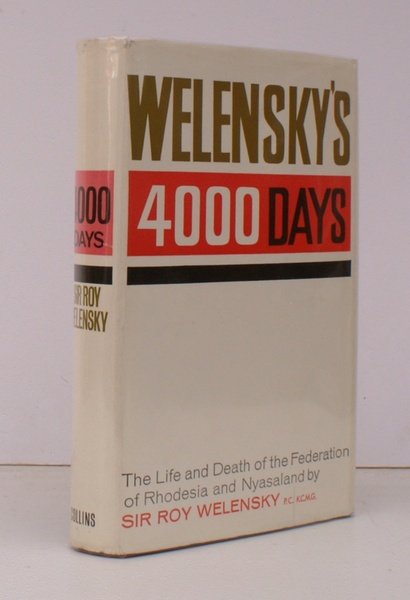 WELENSKY'S
4000 DAYS
The Life and Death of the Federation
of Rhodesia and Nyasaland by
SIR ROY WELENSKY P.C. K.C.M.G.
4000
DAYS
SIR ROY
WELENSKY
COLLINS